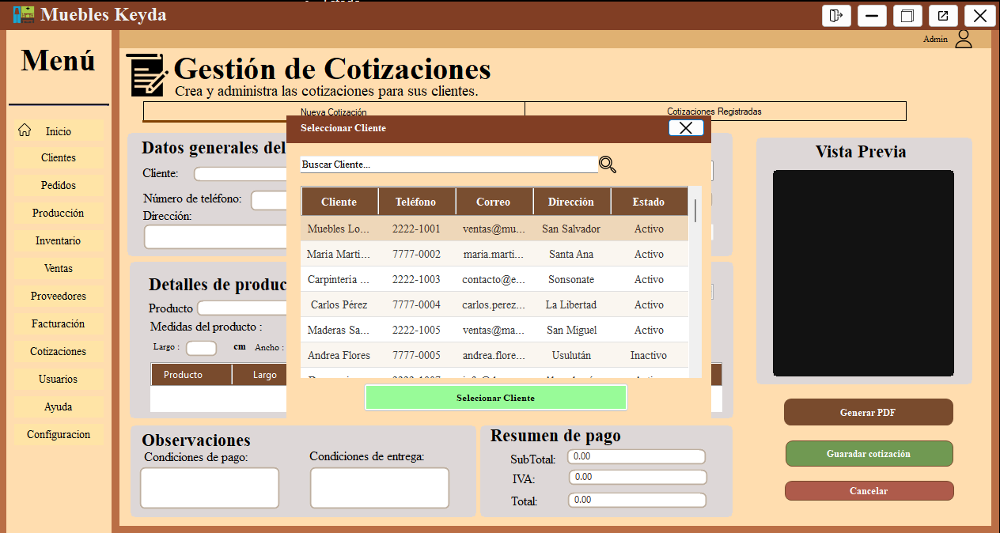 Muebles Keyda
Admin
Menú
Inicio
Clientes
Pedidos
Producción
Inventario
Ventas
Proveedores
Facturación
Cotizaciones
Usuarios
Ayuda
Configuracion
Gestión de Cotizaciones
Crea y administra las cotizaciones para sus clientes.
Nueva Cotización Cotizaciones Registradas
Datos generales del
Cliente:
Número de teléfono:
Dirección:
Detalles de produc
Producto
Medidas del producto :
Largo : cm Ancho :
Producto Largo
Seleccionar Cliente
Buscar Cliente...
Cliente Teléfono Correo Dirección Estado
Muebles Lo... 2222-1001 ventas@mu... San Salvador Activo
María Marti... 7777-0002 maria.marti... Santa Ana Activo
Carpintería ... 2222-1003 contacto@e... Sonsonate Activo
Carlos Pérez 7777-0004 carlos.perez... La Libertad Activo
Maderas Sa... 2222-1005 ventas@ma... San Miguel Activo
Andrea Flores 7777-0005 andrea.flore... Usulután Inactivo
Selecionar Cliente
Observaciones
Condiciones de pago: Condiciones de entrega:
Resumen de pago
SubTotal: 0.00
IVA: 0.00
Total: 0.00
Vista Previa
Generar PDF
Guaradar cotización
Cancelar